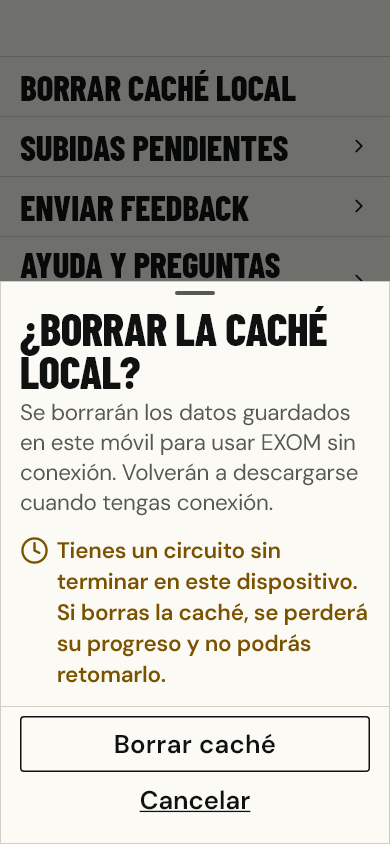 BORRAR CACHÉ LOCAL
SUBIDAS PENDIENTES
ENVIAR FEEDBACK
AYUDA Y PREGUNTAS
¿BORRAR LA CACHÉ
LOCAL?
Se borrarán los datos guardados
en este móvil para usar EXOM sin
conexión. Volverán a descargarse
cuando tengas conexión.
Tienes un circuito sin
terminar en este dispositivo.
Si borras la caché, se perderá
su progreso y no podrás
retomarlo.
Borrar caché
Cancelar